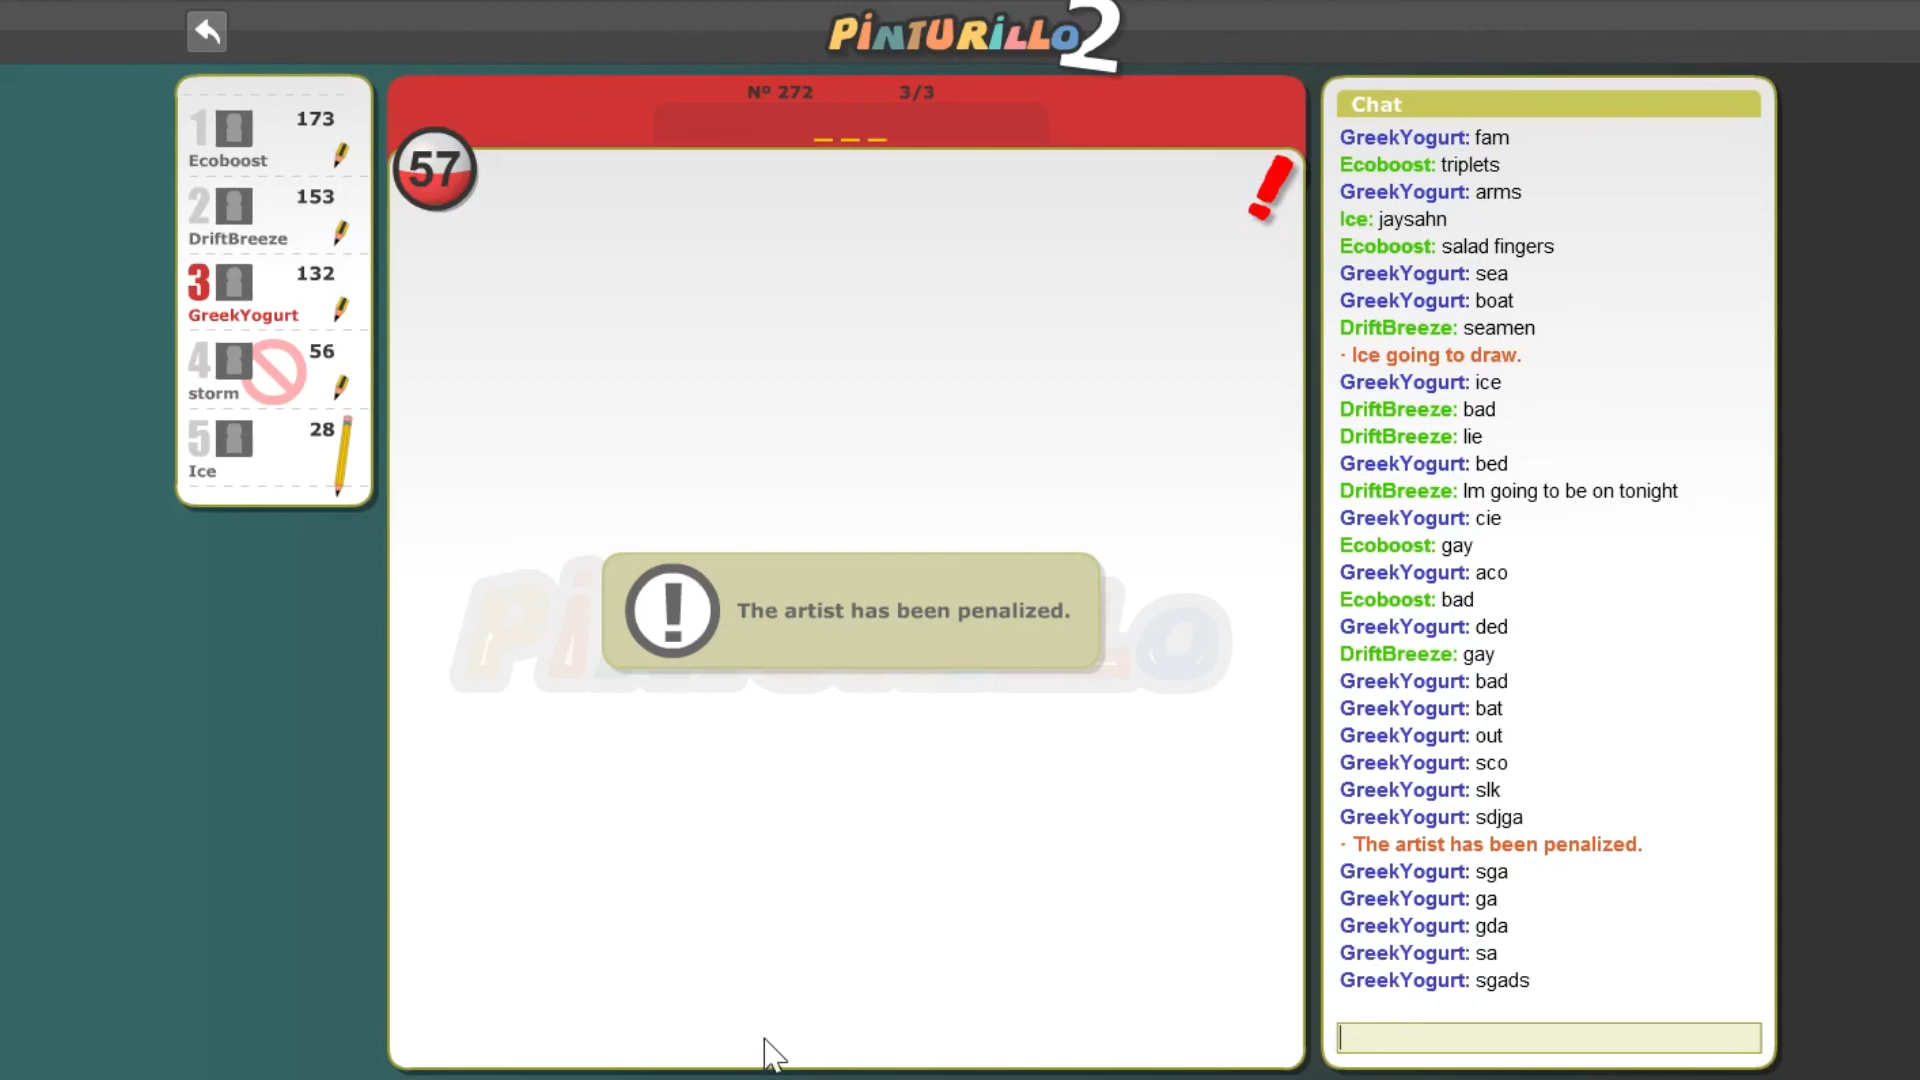 PINTURILLO 2
1 173
Ecoboost
2 153
DriftBreeze
3 132
GreekYogurt
4 56
storm
5 28
Ice
Nº 272 3/3
_ _ _
57
!
PINTURILLO
! The artist has been penalized.
Chat
GreekYogurt: fam
Ecoboost: triplets
GreekYogurt: arms
Ice: jaysahn
Ecoboost: salad fingers
GreekYogurt: sea
GreekYogurt: boat
DriftBreeze: seamen
· Ice going to draw.
GreekYogurt: ice
DriftBreeze: bad
DriftBreeze: lie
GreekYogurt: bed
DriftBreeze: Im going to be on tonight
GreekYogurt: cie
Ecoboost: gay
GreekYogurt: aco
Ecoboost: bad
GreekYogurt: ded
DriftBreeze: gay
GreekYogurt: bad
GreekYogurt: bat
GreekYogurt: out
GreekYogurt: sco
GreekYogurt: slk
GreekYogurt: sdjga
· The artist has been penalized.
GreekYogurt: sga
GreekYogurt: ga
GreekYogurt: gda
GreekYogurt: sa
GreekYogurt: sgads